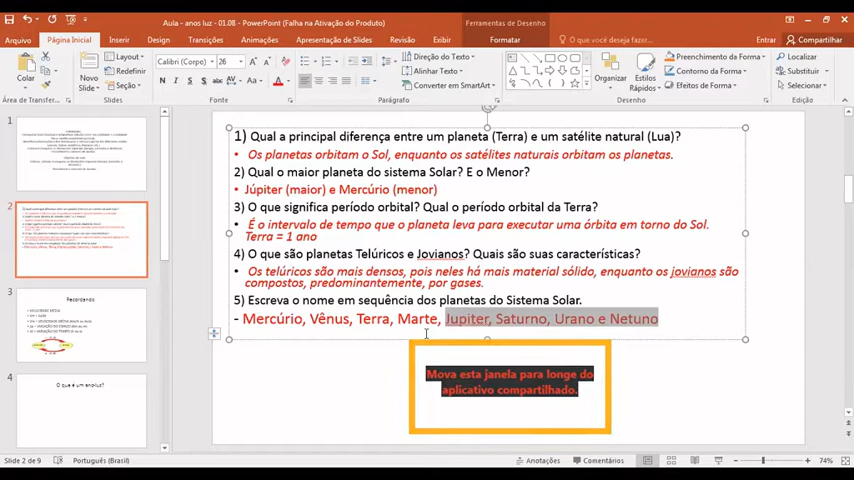 Aula - anos luz - 01.08 - PowerPoint (Falha na Ativação do Produto)
Ferramentas de Desenho
Arquivo Página Inicial Inserir Design Transições Animações Apresentação de Slides Revisão Exibir Formatar O que você deseja fazer... Entrar Compartilhar
Colar
Novo Slide
Layout
Redefinir
Seção
Calibri (Corpo) 26
N I S S abc AV Aa A
Direção do Texto
Alinhar Texto
Converter em SmartArt
Organizar
Estilos Rápidos
Preenchimento da Forma
Contorno da Forma
Efeitos de Forma
Localizar
Substituir
Selecionar
Área de Transfer... Slides Fonte Parágrafo Desenho Edição
1
2
3
Recordando
4
O que é um ano-luz?
1) Qual a principal diferença entre um planeta (Terra) e um satélite natural (Lua)?
• Os planetas orbitam o Sol, enquanto os satélites naturais orbitam os planetas.
2) Qual o maior planeta do sistema Solar? E o Menor?
• Júpiter (maior) e Mercúrio (menor)
3) O que significa período orbital? Qual o período orbital da Terra?
• É o intervalo de tempo que o planeta leva para executar uma órbita em torno do Sol.
Terra = 1 ano
4) O que são planetas Telúricos e Jovianos? Quais são suas características?
• Os telúricos são mais densos, pois neles há mais material sólido, enquanto os jovianos são
compostos, predominantemente, por gases.
5) Escreva o nome em sequência dos planetas do Sistema Solar.
- Mercúrio, Vênus, Terra, Marte, Jupiter, Saturno, Urano e Netuno
Mova esta janela para longe do
aplicativo compartilhado.
Slide 2 de 9 Português (Brasil) Anotações Comentários 74%